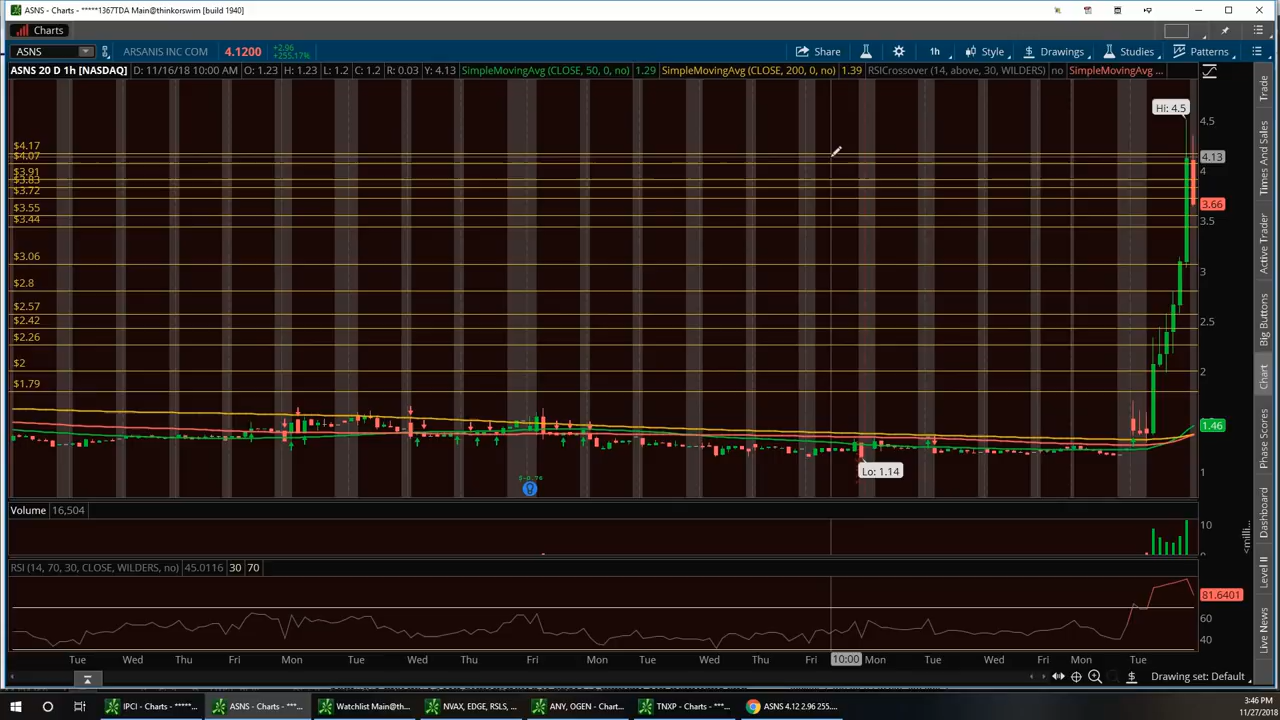 ASNS - Charts - *****1367TDA Main@thinkorswim [build 1940]
Charts
ASNS
ARSANIS INC COM
4.1200
+2.96
+255.17%
Share
1h
Style
Drawings
Studies
Patterns
ASNS 20 D 1h [NASDAQ]
D: 11/16/18 10:00 AM
O: 1.23
H: 1.23
L: 1.2
C: 1.2
R: 0.03
Y: 4.13
SimpleMovingAvg (CLOSE, 50, 0, no)
1.29
SimpleMovingAvg (CLOSE, 200, 0, no)
1.39
RSICrossover (14, above, 30, WILDERS)
no
SimpleMovingAvg ...
Hi: 4.5
4.5
$4.17
$4.07
4.13
4
$3.91
$3.83
$3.72
3.66
$3.55
3.5
$3.44
$3.06
3
$2.8
$2.57
2.5
$2.42
$2.26
$2
2
$1.79
1.46
Lo: 1.14
1
$-0.76
Volume
16,504
10
0
<milli...
RSI (14, 70, 30, CLOSE, WILDERS, no)
45.0116
30
70
81.6401
60
40
Tue
Wed
Thu
Fri
Mon
Tue
Wed
Fri
Mon
Tue
Wed
Thu
Fri
10:00
Mon
Tue
Wed
Fri
Mon
Tue
Drawing set: Default
Trade
Times And Sales
Active Trader
Big Buttons
Chart
Phase Scores
Dashboard
Level II
Live News
IPCI - Charts - *****...
ASNS - Charts - ***...
Watchlist Main@th...
NVAX, EDGE, RSLS, ...
ANY, OGEN - Chart...
TNXP - Charts - ***...
ASNS 4.12 2.96 255....
3:46 PM
11/27/2018